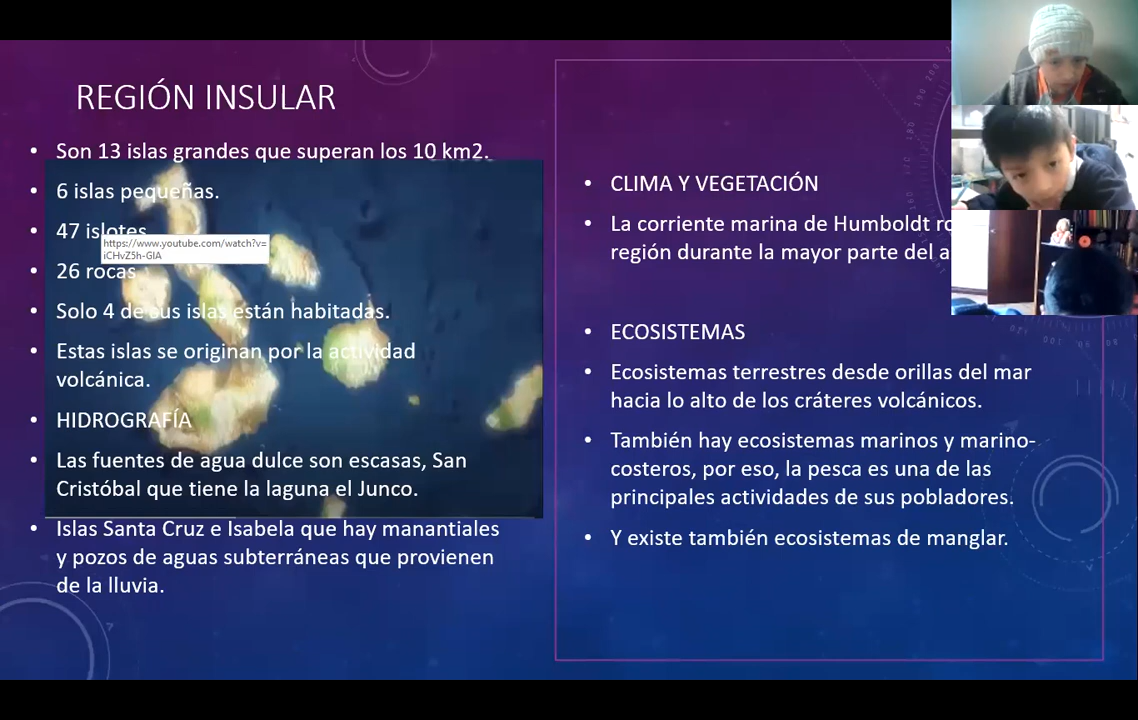 REGIÓN INSULAR
Son 13 islas grandes que superan los 10 km2.
6 islas pequeñas.
47 islotes
https://www.youtube.com/watch?v=
iCHvZ5h-GIA
26 rocas
Solo 4 de sus islas están habitadas.
Estas islas se originan por la actividad
volcánica.
HIDROGRAFÍA
Las fuentes de agua dulce son escasas, San
Cristóbal que tiene la laguna el Junco.
Islas Santa Cruz e Isabela que hay manantiales
y pozos de aguas subterráneas que provienen
de la lluvia.
CLIMA Y VEGETACIÓN
La corriente marina de Humboldt
región durante la mayor parte del
ECOSISTEMAS
Ecosistemas terrestres desde orillas del mar
hacia lo alto de los cráteres volcánicos.
También hay ecosistemas marinos y marino-
costeros, por eso, la pesca es una de las
principales actividades de sus pobladores.
Y existe también ecosistemas de manglar.